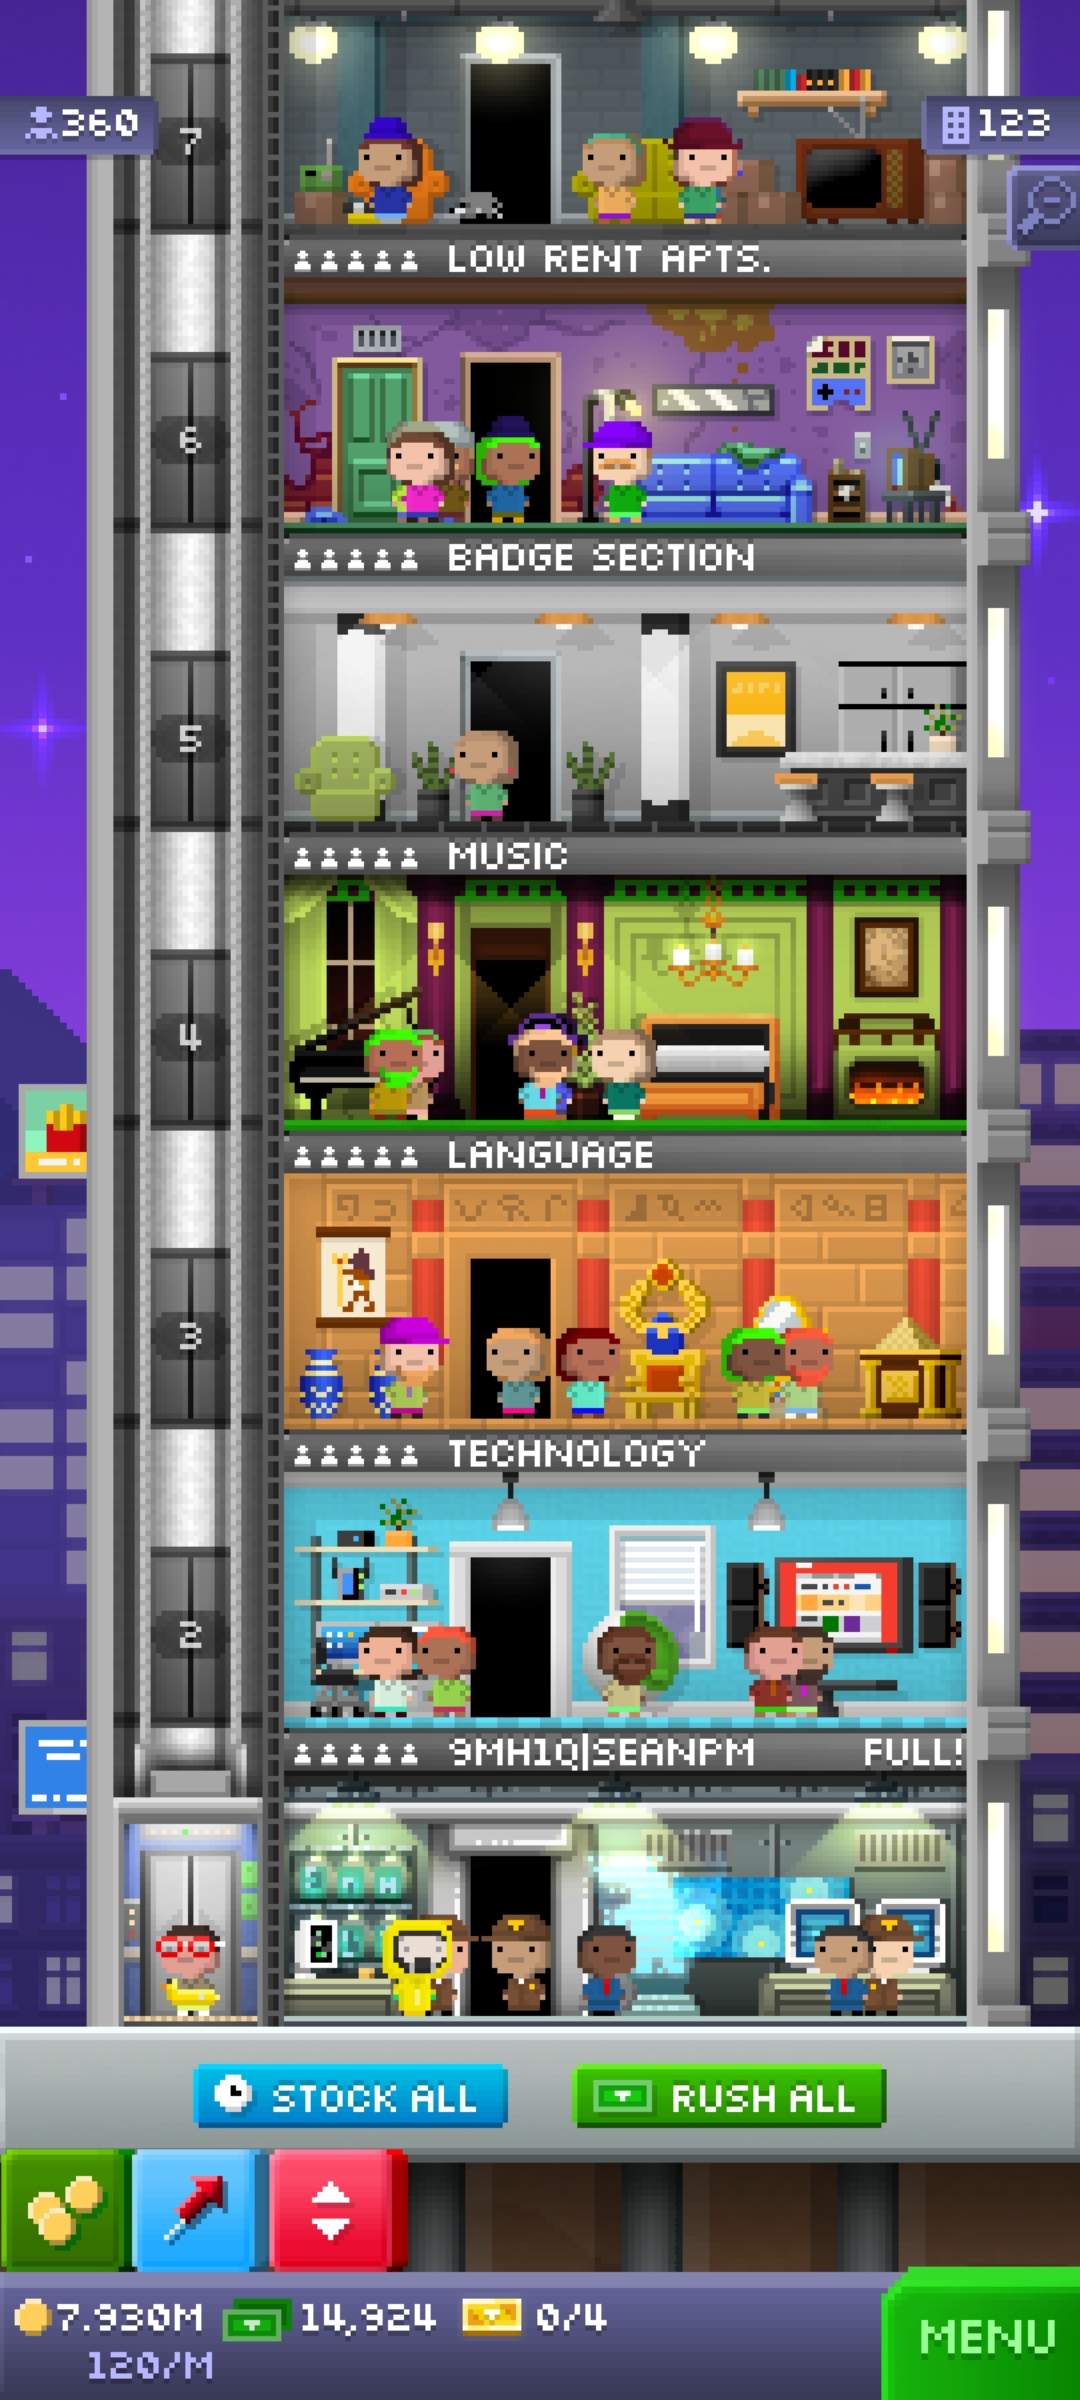 360
123
7
LOW RENT APTS.
6
BADGE SECTION
5
MUSIC
4
LANGUAGE
3
TECHNOLOGY
2
9MH1Q|SEANPM FULL!
STOCK ALL
RUSH ALL
7.930M 14,924 0/4
120/M
MENU